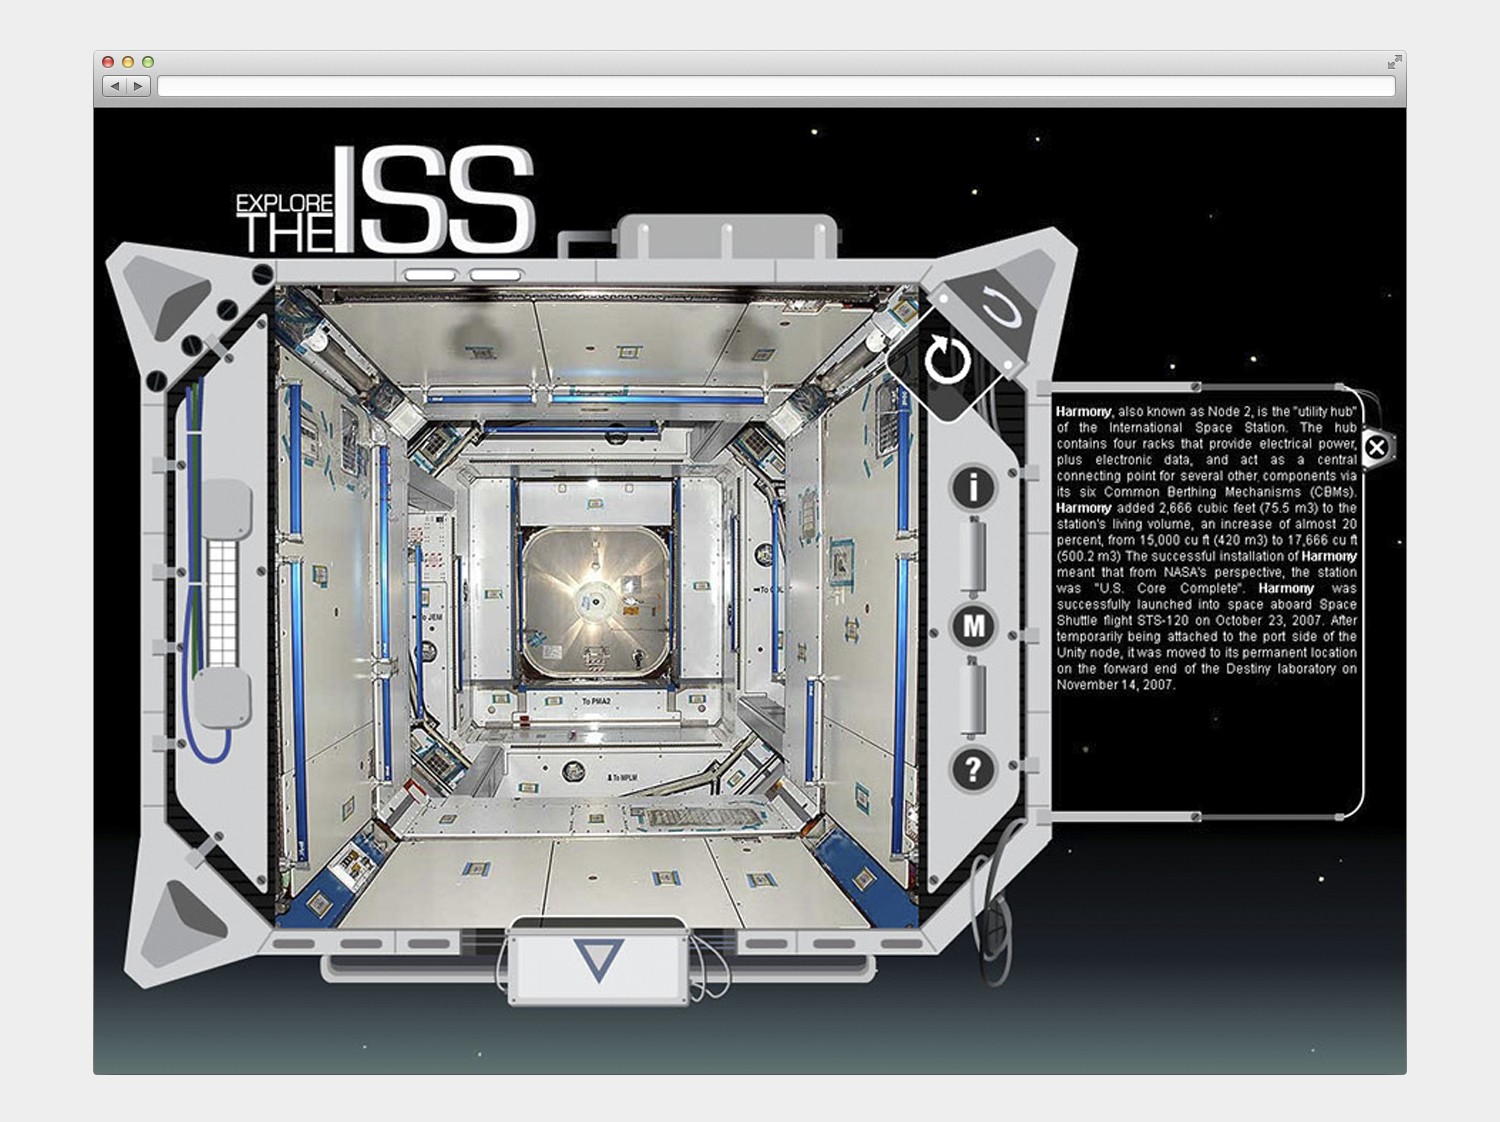 EXPLORE
THE ISS
Harmony, also known as Node 2, is the "utility hub"
of the International Space Station. The hub
contains four racks that provide electrical power,
plus electronic data, and act as a central
connecting point for several other components via
its six Common Berthing Mechanisms (CBMs).
Harmony added 2,666 cubic feet (75.5 m3) to the
station's living volume, an increase of almost 20
percent, from 15,000 cu ft (420 m3) to 17,666 cu ft
(500.2 m3) The successful installation of Harmony
meant that from NASA's perspective, the station
was "U.S. Core Complete". Harmony was
successfully launched into space aboard Space
Shuttle flight STS-120 on October 23, 2007. After
temporarily being attached to the port side of the
Unity node, it was moved to its permanent location
on the forward end of the Destiny laboratory on
November 14, 2007.
i
M
?
To JEM
To PMA2
To MPLM